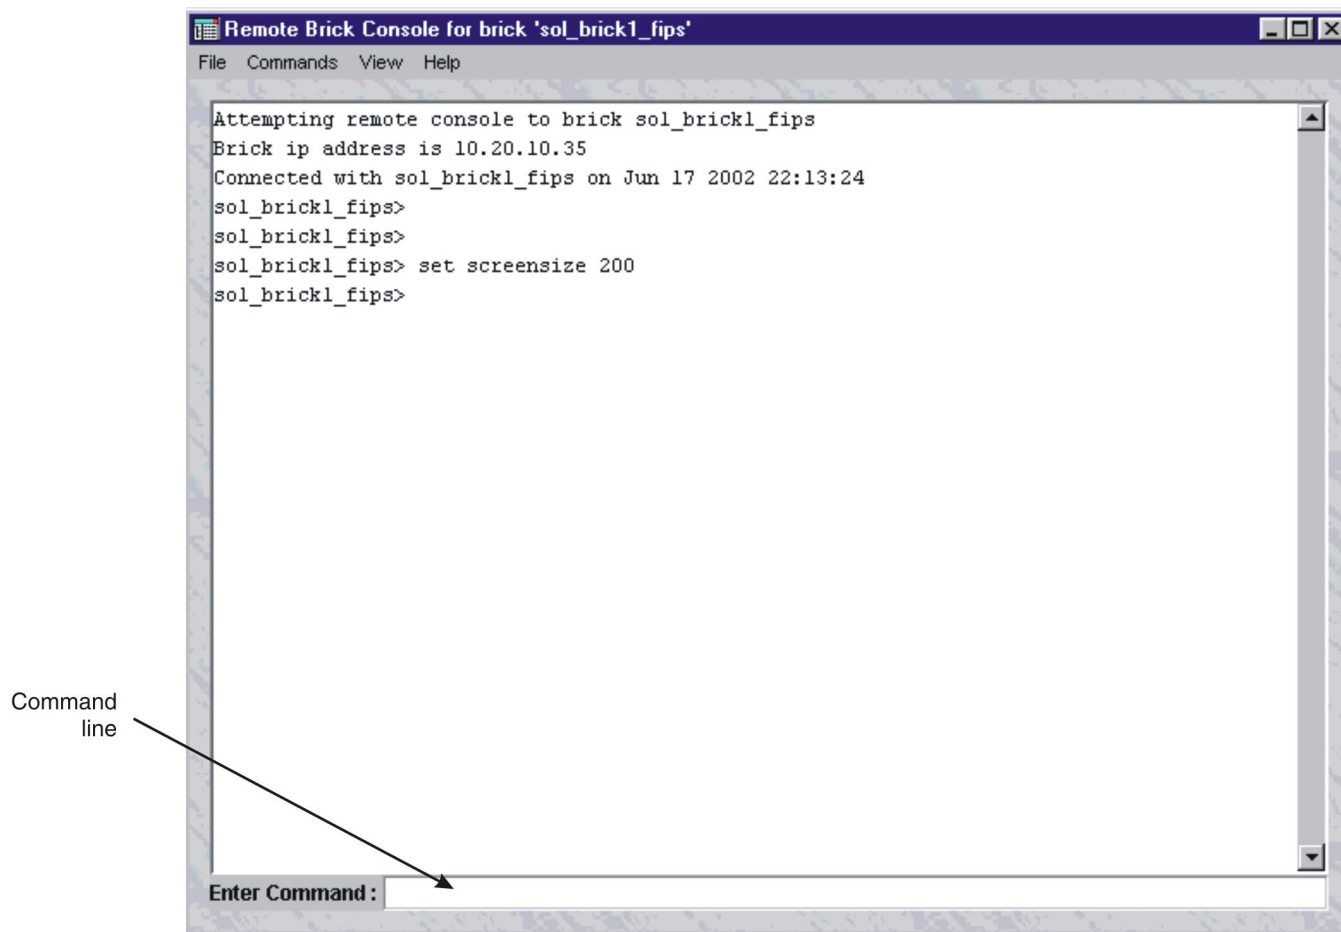 Remote Brick Console for brick 'sol_brick1_fips'
File Commands View Help
Attempting remote console to brick sol_brick1_fips
Brick ip address is 10.20.10.35
Connected with sol_brick1_fips on Jun 17 2002 22:13:24
sol_brick1_fips>
sol_brick1_fips>
sol_brick1_fips> set screensize 200
sol_brick1_fips>
Command
line
Enter Command :